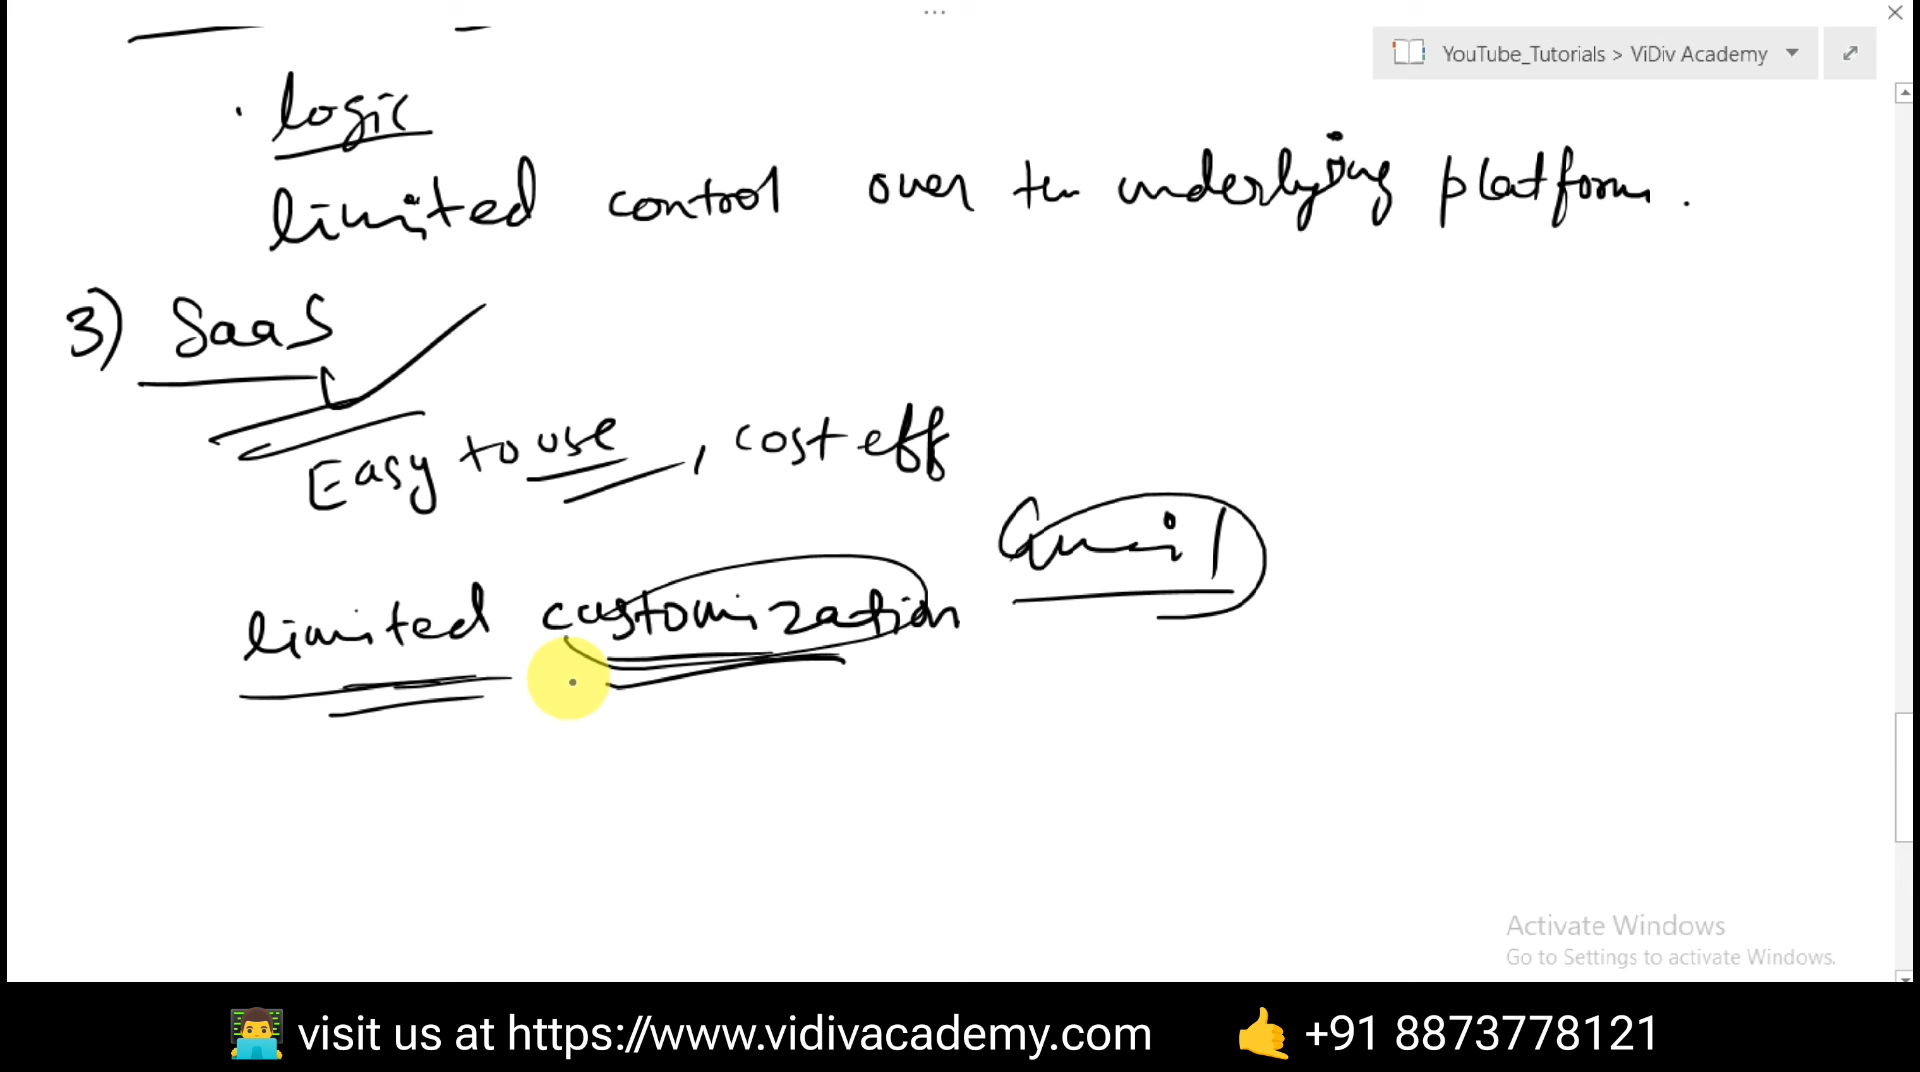 YouTube_Tutorials > ViDiv Academy
. logic
limited control over the underlying platform.
3) SaaS
Easy to use, cost eff
Gmail
limited customization
Activate Windows
Go to Settings to activate Windows.
visit us at https://www.vidivacademy.com +91 8873778121